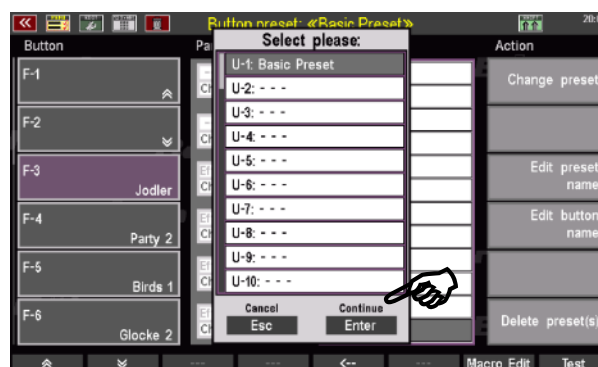 Button preset: «Basic Preset»
20:
Button
Pa
Select please:
Action
F-1
U-1: Basic Preset
Change preset
U-2: - - -
F-2
U-3: - - -
U-4: - - -
F-3
Jodler
U-5: - - -
U-6: - - -
Edit preset
name
F-4
Party 2
U-7: - - -
U-8: - - -
Edit button
name
F-5
Birds 1
U-9: - - -
U-10: - - -
F-6
Glocke 2
Cancel
Continue
Esc
Enter
Delete preset(s)
---
---
<--
---
Macro Edit
Test